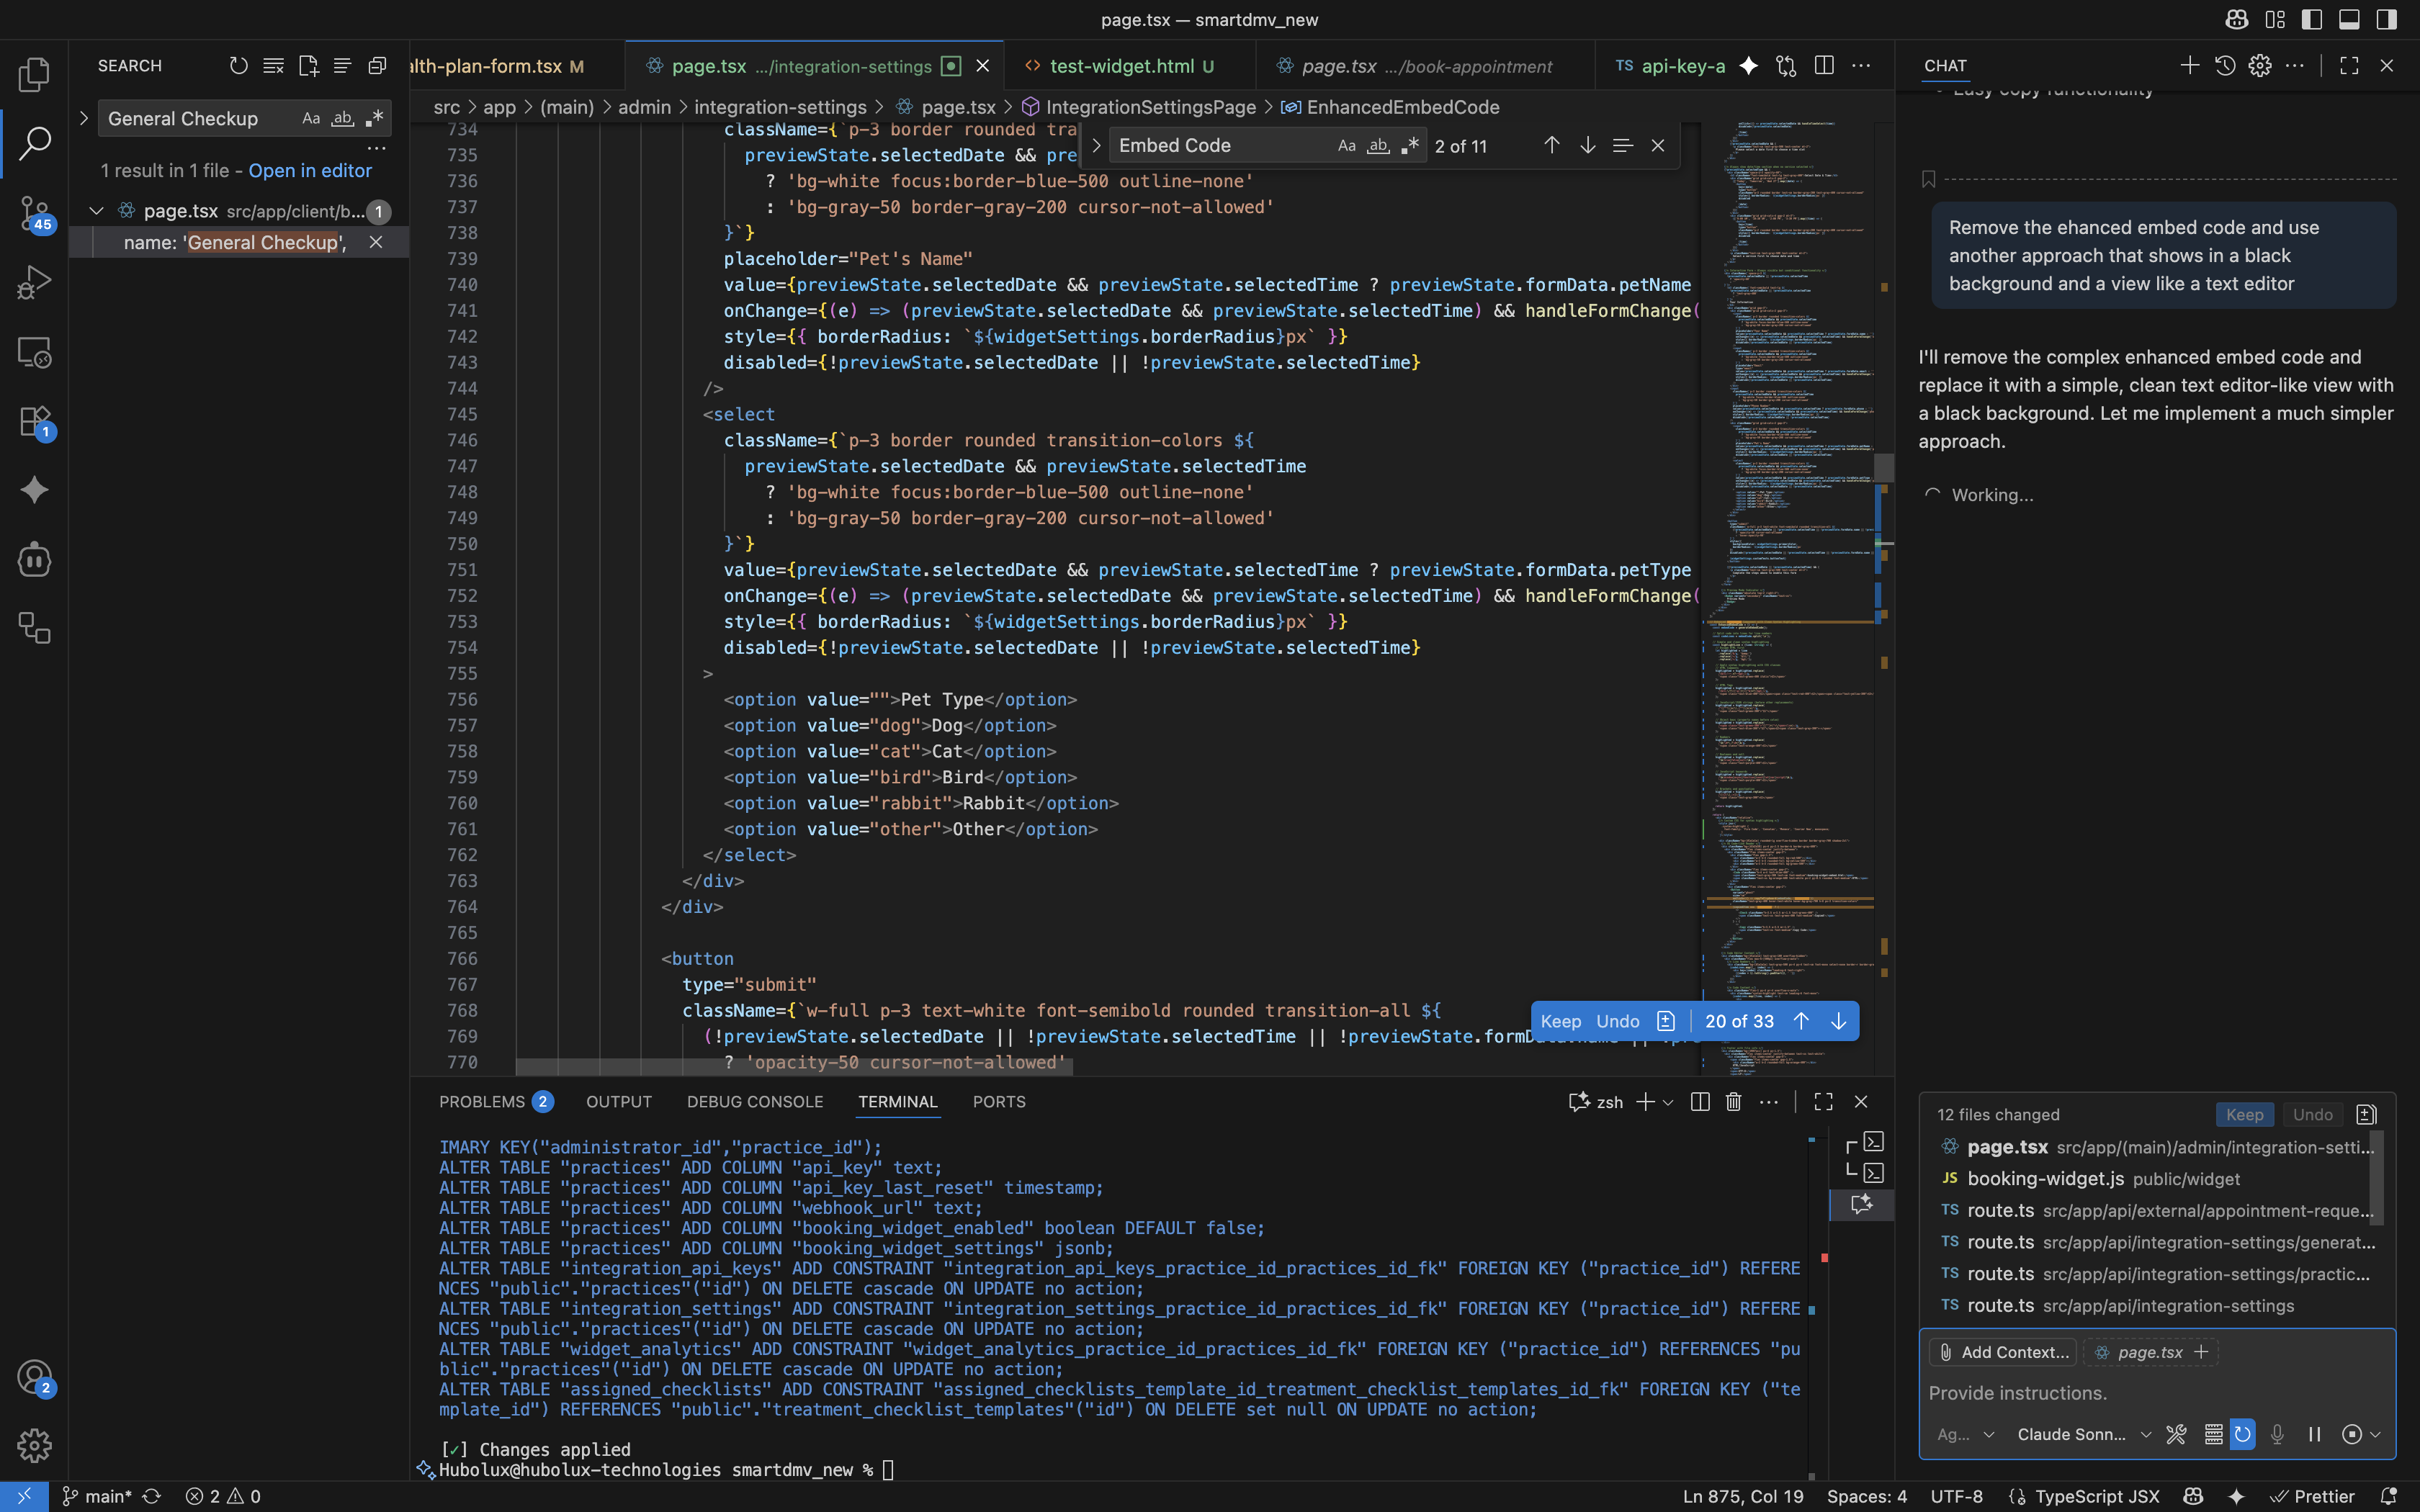 page.tsx — smartdmv_new
SEARCH
General Checkup
Aa ab .*
1 result in 1 file - Open in editor
page.tsx src/app/client/b... 1
name: 'General Checkup',
45
1
2
alth-plan-form.tsx M
page.tsx .../integration-settings
test-widget.html U
page.tsx .../book-appointment
TS api-key-a
src > app > (main) > admin > integration-settings > page.tsx > IntegrationSettingsPage > EnhancedEmbedCode
Embed Code Aa ab .* 2 of 11
734 className={`p-3 border rounded tra
735 previewState.selectedDate && pre
736 ? 'bg-white focus:border-blue-500 outline-none'
737 : 'bg-gray-50 border-gray-200 cursor-not-allowed'
738 }`}
739 placeholder="Pet's Name"
740 value={previewState.selectedDate && previewState.selectedTime ? previewState.formData.petName
741 onChange={(e) => (previewState.selectedDate && previewState.selectedTime) && handleFormChange(
742 style={{ borderRadius: `${widgetSettings.borderRadius}px` }}
743 disabled={!previewState.selectedDate || !previewState.selectedTime}
744 />
745 <select
746 className={`p-3 border rounded transition-colors ${
747 previewState.selectedDate && previewState.selectedTime
748 ? 'bg-white focus:border-blue-500 outline-none'
749 : 'bg-gray-50 border-gray-200 cursor-not-allowed'
750 }`}
751 value={previewState.selectedDate && previewState.selectedTime ? previewState.formData.petType
752 onChange={(e) => (previewState.selectedDate && previewState.selectedTime) && handleFormChange(
753 style={{ borderRadius: `${widgetSettings.borderRadius}px` }}
754 disabled={!previewState.selectedDate || !previewState.selectedTime}
755 >
756 <option value="">Pet Type</option>
757 <option value="dog">Dog</option>
758 <option value="cat">Cat</option>
759 <option value="bird">Bird</option>
760 <option value="rabbit">Rabbit</option>
761 <option value="other">Other</option>
762 </select>
763 </div>
764 </div>
765
766 <button
767 type="submit"
768 className={`w-full p-3 text-white font-semibold rounded transition-all ${
769 (!previewState.selectedDate || !previewState.selectedTime || !previewState.formData.name ||
770 ? 'opacity-50 cursor-not-allowed'
Keep Undo 20 of 33
PROBLEMS 2 OUTPUT DEBUG CONSOLE TERMINAL PORTS
zsh
IMARY KEY("administrator_id","practice_id");
ALTER TABLE "practices" ADD COLUMN "api_key" text;
ALTER TABLE "practices" ADD COLUMN "api_key_last_reset" timestamp;
ALTER TABLE "practices" ADD COLUMN "webhook_url" text;
ALTER TABLE "practices" ADD COLUMN "booking_widget_enabled" boolean DEFAULT false;
ALTER TABLE "practices" ADD COLUMN "booking_widget_settings" jsonb;
ALTER TABLE "integration_api_keys" ADD CONSTRAINT "integration_api_keys_practice_id_practices_id_fk" FOREIGN KEY ("practice_id") REFERE
NCES "public"."practices"("id") ON DELETE cascade ON UPDATE no action;
ALTER TABLE "integration_settings" ADD CONSTRAINT "integration_settings_practice_id_practices_id_fk" FOREIGN KEY ("practice_id") REFERE
NCES "public"."practices"("id") ON DELETE cascade ON UPDATE no action;
ALTER TABLE "widget_analytics" ADD CONSTRAINT "widget_analytics_practice_id_practices_id_fk" FOREIGN KEY ("practice_id") REFERENCES "pu
blic"."practices"("id") ON DELETE cascade ON UPDATE no action;
ALTER TABLE "assigned_checklists" ADD CONSTRAINT "assigned_checklists_template_id_treatment_checklist_templates_id_fk" FOREIGN KEY ("te
mplate_id") REFERENCES "public"."treatment_checklist_templates"("id") ON DELETE set null ON UPDATE no action;
[✓] Changes applied
Hubolux@hubolux-technologies smartdmv_new %
CHAT
Easy copy functionality
Remove the ehanced embed code and use
another approach that shows in a black
background and a view like a text editor
I'll remove the complex enhanced embed code and
replace it with a simple, clean text editor-like view with
a black background. Let me implement a much simpler
approach.
Working...
12 files changed Keep Undo
page.tsx src/app/(main)/admin/integration-setti...
JS booking-widget.js public/widget
TS route.ts src/app/api/external/appointment-reque...
TS route.ts src/app/api/integration-settings/generat...
TS route.ts src/app/api/integration-settings/practic...
TS route.ts src/app/api/integration-settings
Add Context... page.tsx
Provide instructions.
Ag... Claude Sonn...
main* 2 0
Ln 875, Col 19 Spaces: 4 UTF-8 TypeScript JSX Prettier